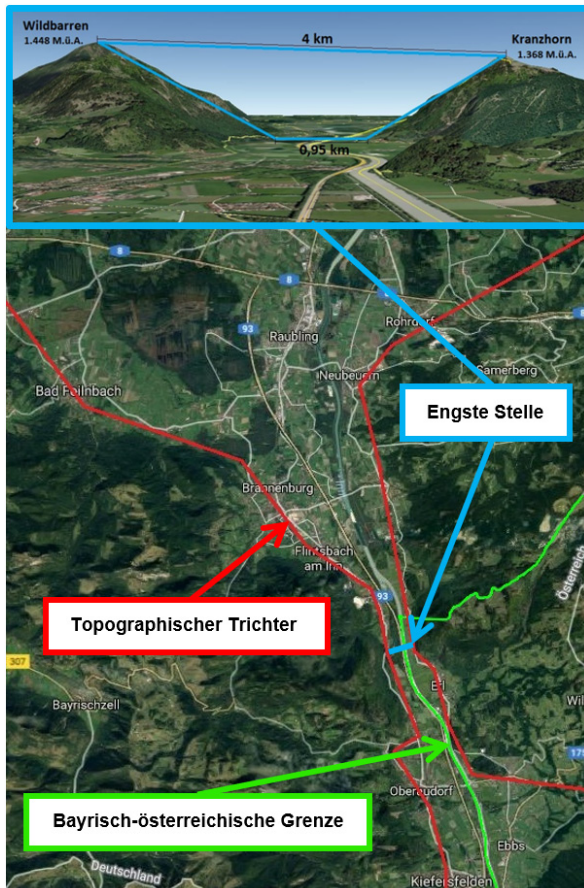 Wildbarren
1.448 M.ü.A.
4 km
Kranzhorn
1.368 M.ü.A.
0,95 km
8
8
8
93
Raubling
Rohrdorf
Neubeuern
Samerberg
Bad Feilnbach
Engste Stelle
Brannenburg
Flintsbach
am Inn
Österreich
93
Topographischer Trichter
307
Erl
Bayrischzell
Oberaudorf
Bayrisch-österreichische Grenze
Ebbs
Deutschland
Kiefersfelden